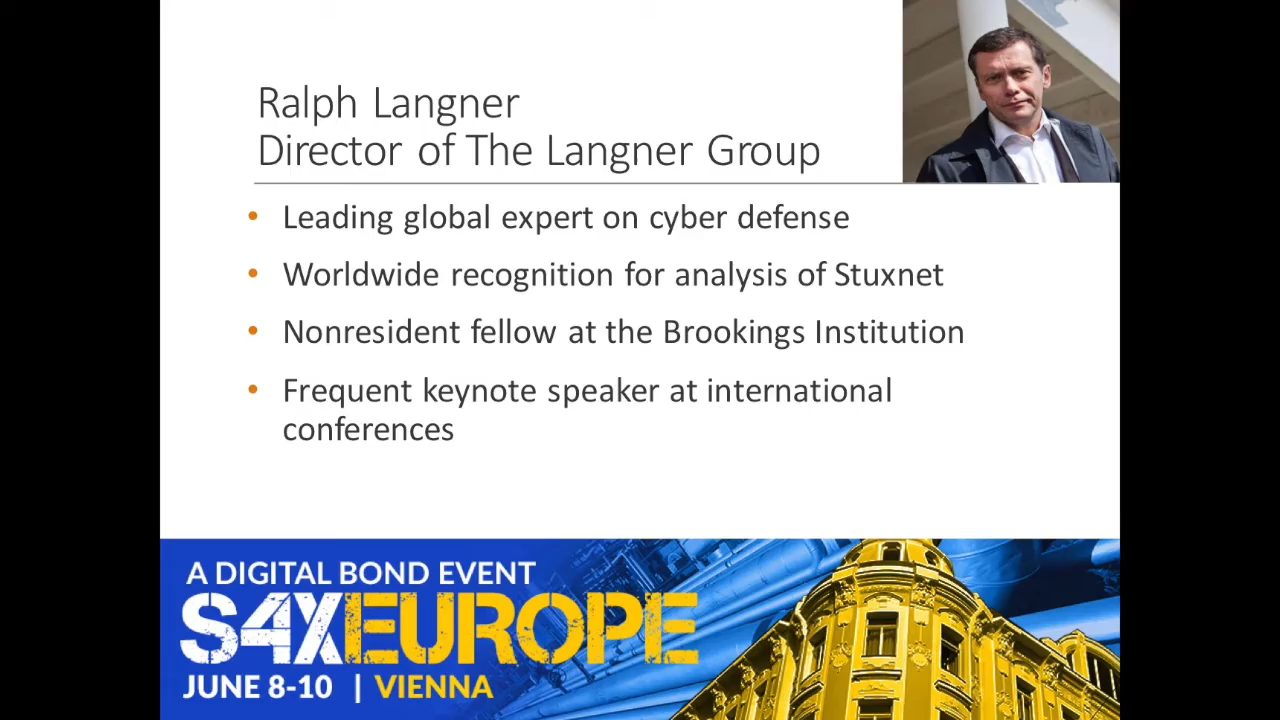 Ralph Langner
Director of The Langner Group
• Leading global expert on cyber defense
• Worldwide recognition for analysis of Stuxnet
• Nonresident fellow at the Brookings Institution
• Frequent keynote speaker at international
conferences
A DIGITAL BOND EVENT
S4XEUROPE
JUNE 8-10 | VIENNA